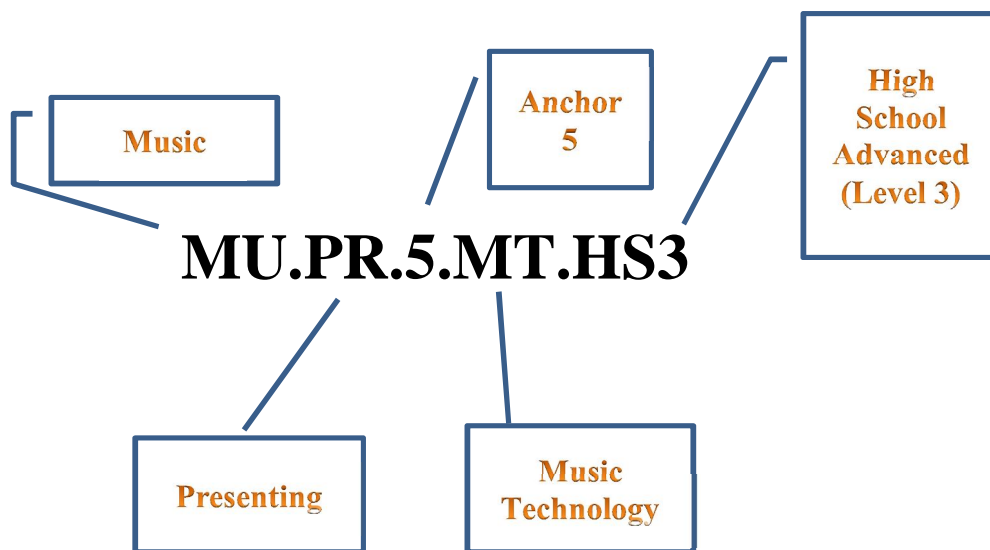 Music
Anchor
5
High
School
Advanced
(Level 3)
MU.PR.5.MT.HS3
Presenting
Music
Technology